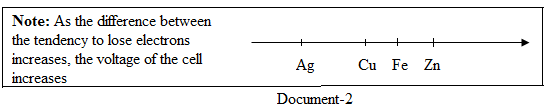 Note: As the difference between
the tendency to lose electrons
increases, the voltage of the cell
increases
Ag Cu Fe Zn
Document-2